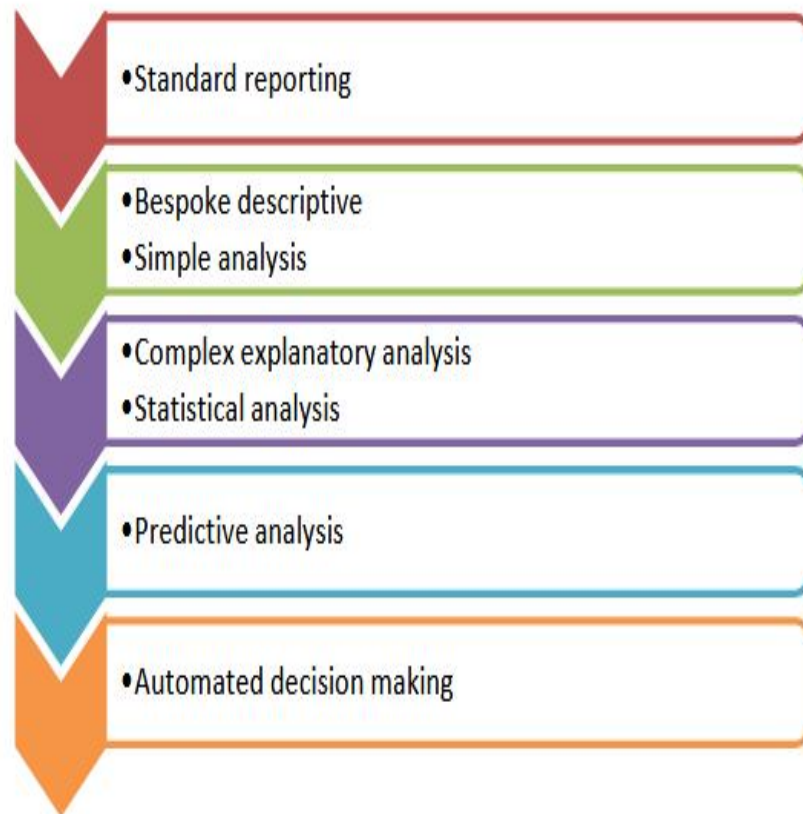 •Standard reporting
•Bespoke descriptive
•Simple analysis
•Complex explanatory analysis
•Statistical analysis
•Predictive analysis
•Automated decision making